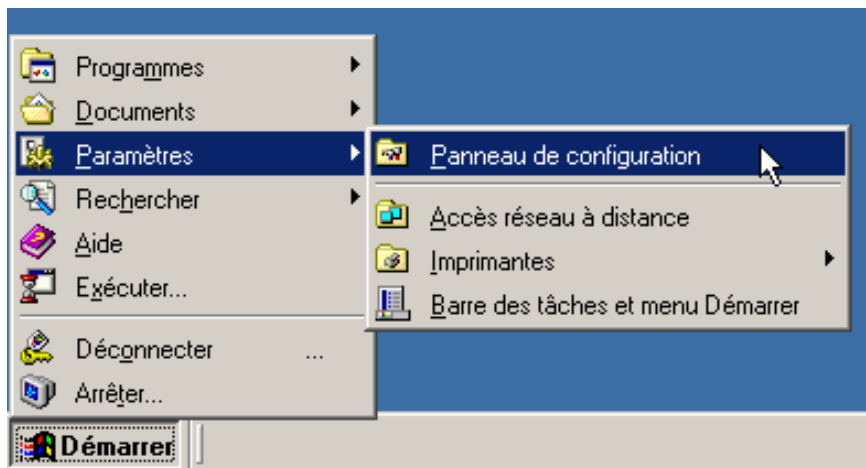 Programmes
Documents
Paramètres
Rechercher
Aide
Exécuter...
Déconnecter ...
Arrêter...
Panneau de configuration
Accès réseau à distance
Imprimantes
Barre des tâches et menu Démarrer
Démarrer